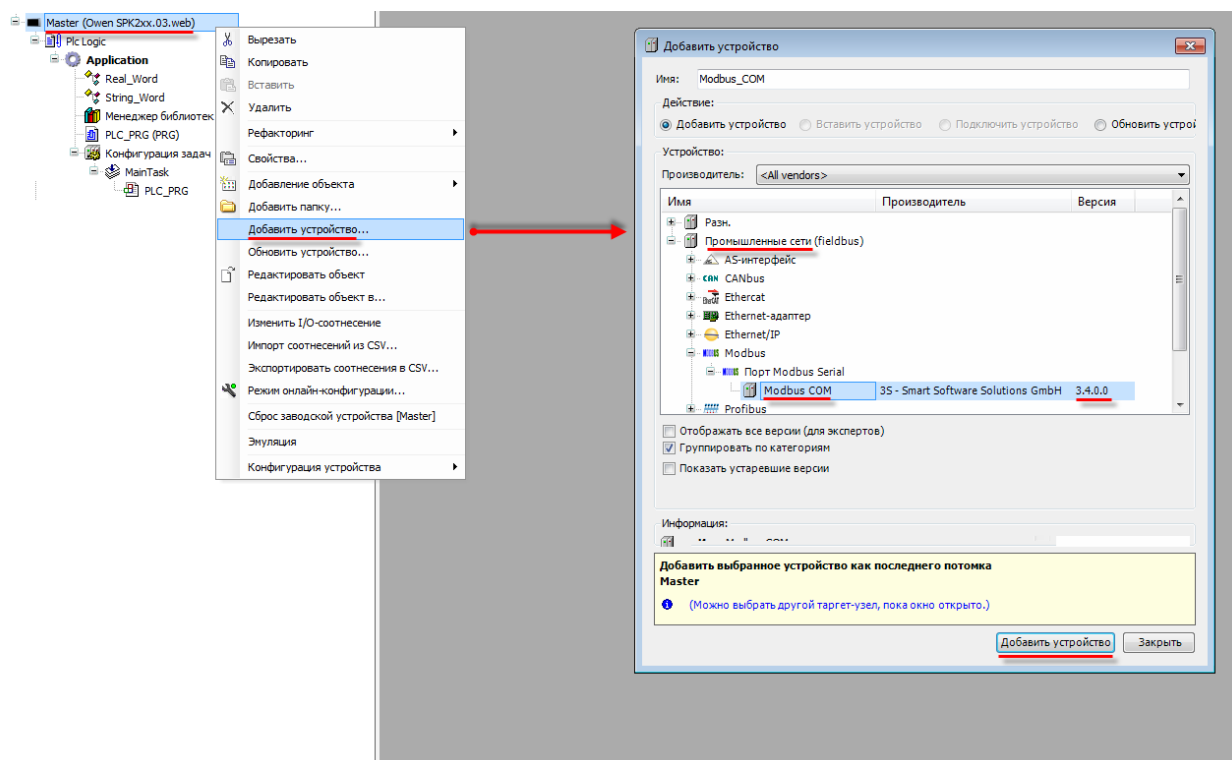 Master (Owen SPK2xx.03.web)
Plc Logic
Application
Real_Word
String_Word
Менеджер библиотек
PLC_PRG (PRG)
Конфигурация задач
MainTask
PLC_PRG
Вырезать
Копировать
Вставить
Удалить
Рефакторинг
Свойства...
Добавление объекта
Добавить папку...
Добавить устройство...
Обновить устройство...
Редактировать объект
Редактировать объект в...
Изменить I/O-соотнесение
Импорт соотнесений из CSV...
Экспортировать соотнесения в CSV...
Режим онлайн-конфигурации...
Сброс заводской устройства [Master]
Эмуляция
Конфигурация устройства
Добавить устройство
Имя: Modbus_COM
Действие:
Добавить устройство Вставить устройство Подключить устройство Обновить устрой
Устройство:
Производитель: <All vendors>
Имя Производитель Версия
Разн.
Промышленные сети (fieldbus)
AS-интерфейс
CAN CANbus
Ethercat
Ethernet-адаптер
Ethernet/IP
Modbus
Порт Modbus Serial
Modbus COM 3S - Smart Software Solutions GmbH 3.4.0.0
Profibus
Отображать все версии (для экспертов)
Группировать по категориям
Показать устаревшие версии
Информация:
Добавить выбранное устройство как последнего потомка
Master
(Можно выбрать другой таргет-узел, пока окно открыто.)
Добавить устройство Закрыть